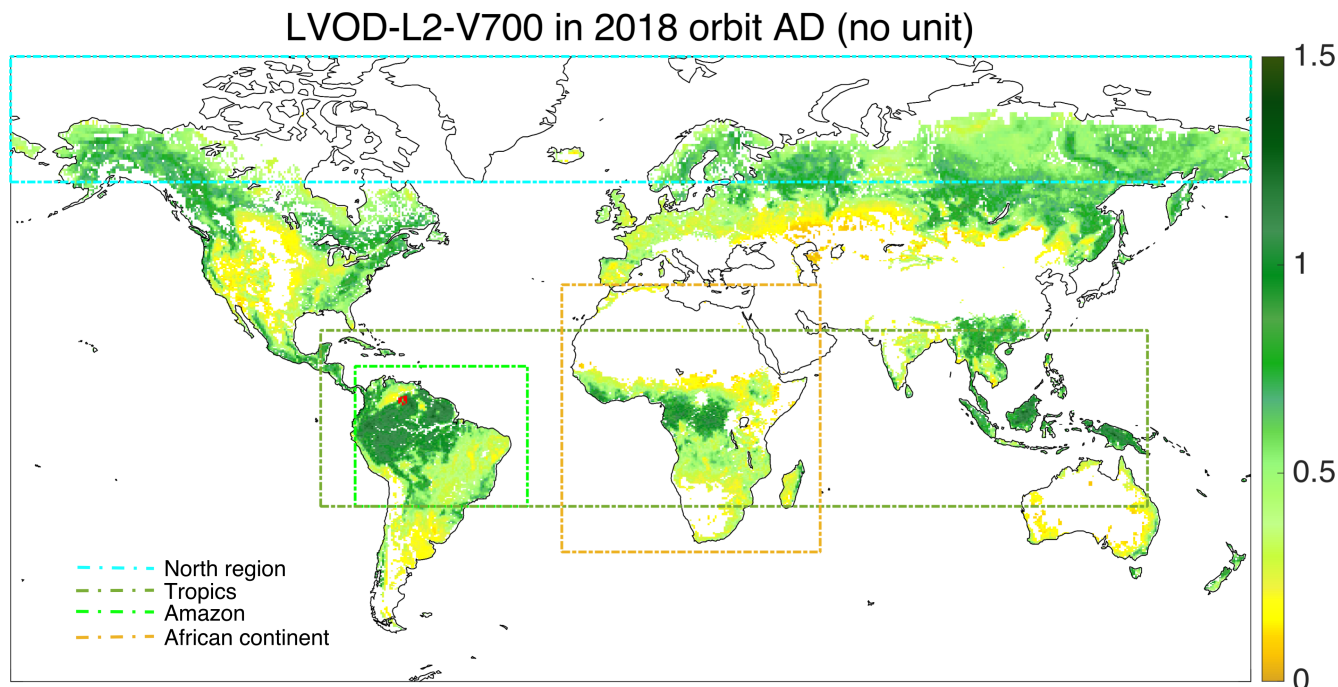 LVOD-L2-V700 in 2018 orbit AD (no unit)
1.5
1
0.5
0
North region
Tropics
Amazon
African continent